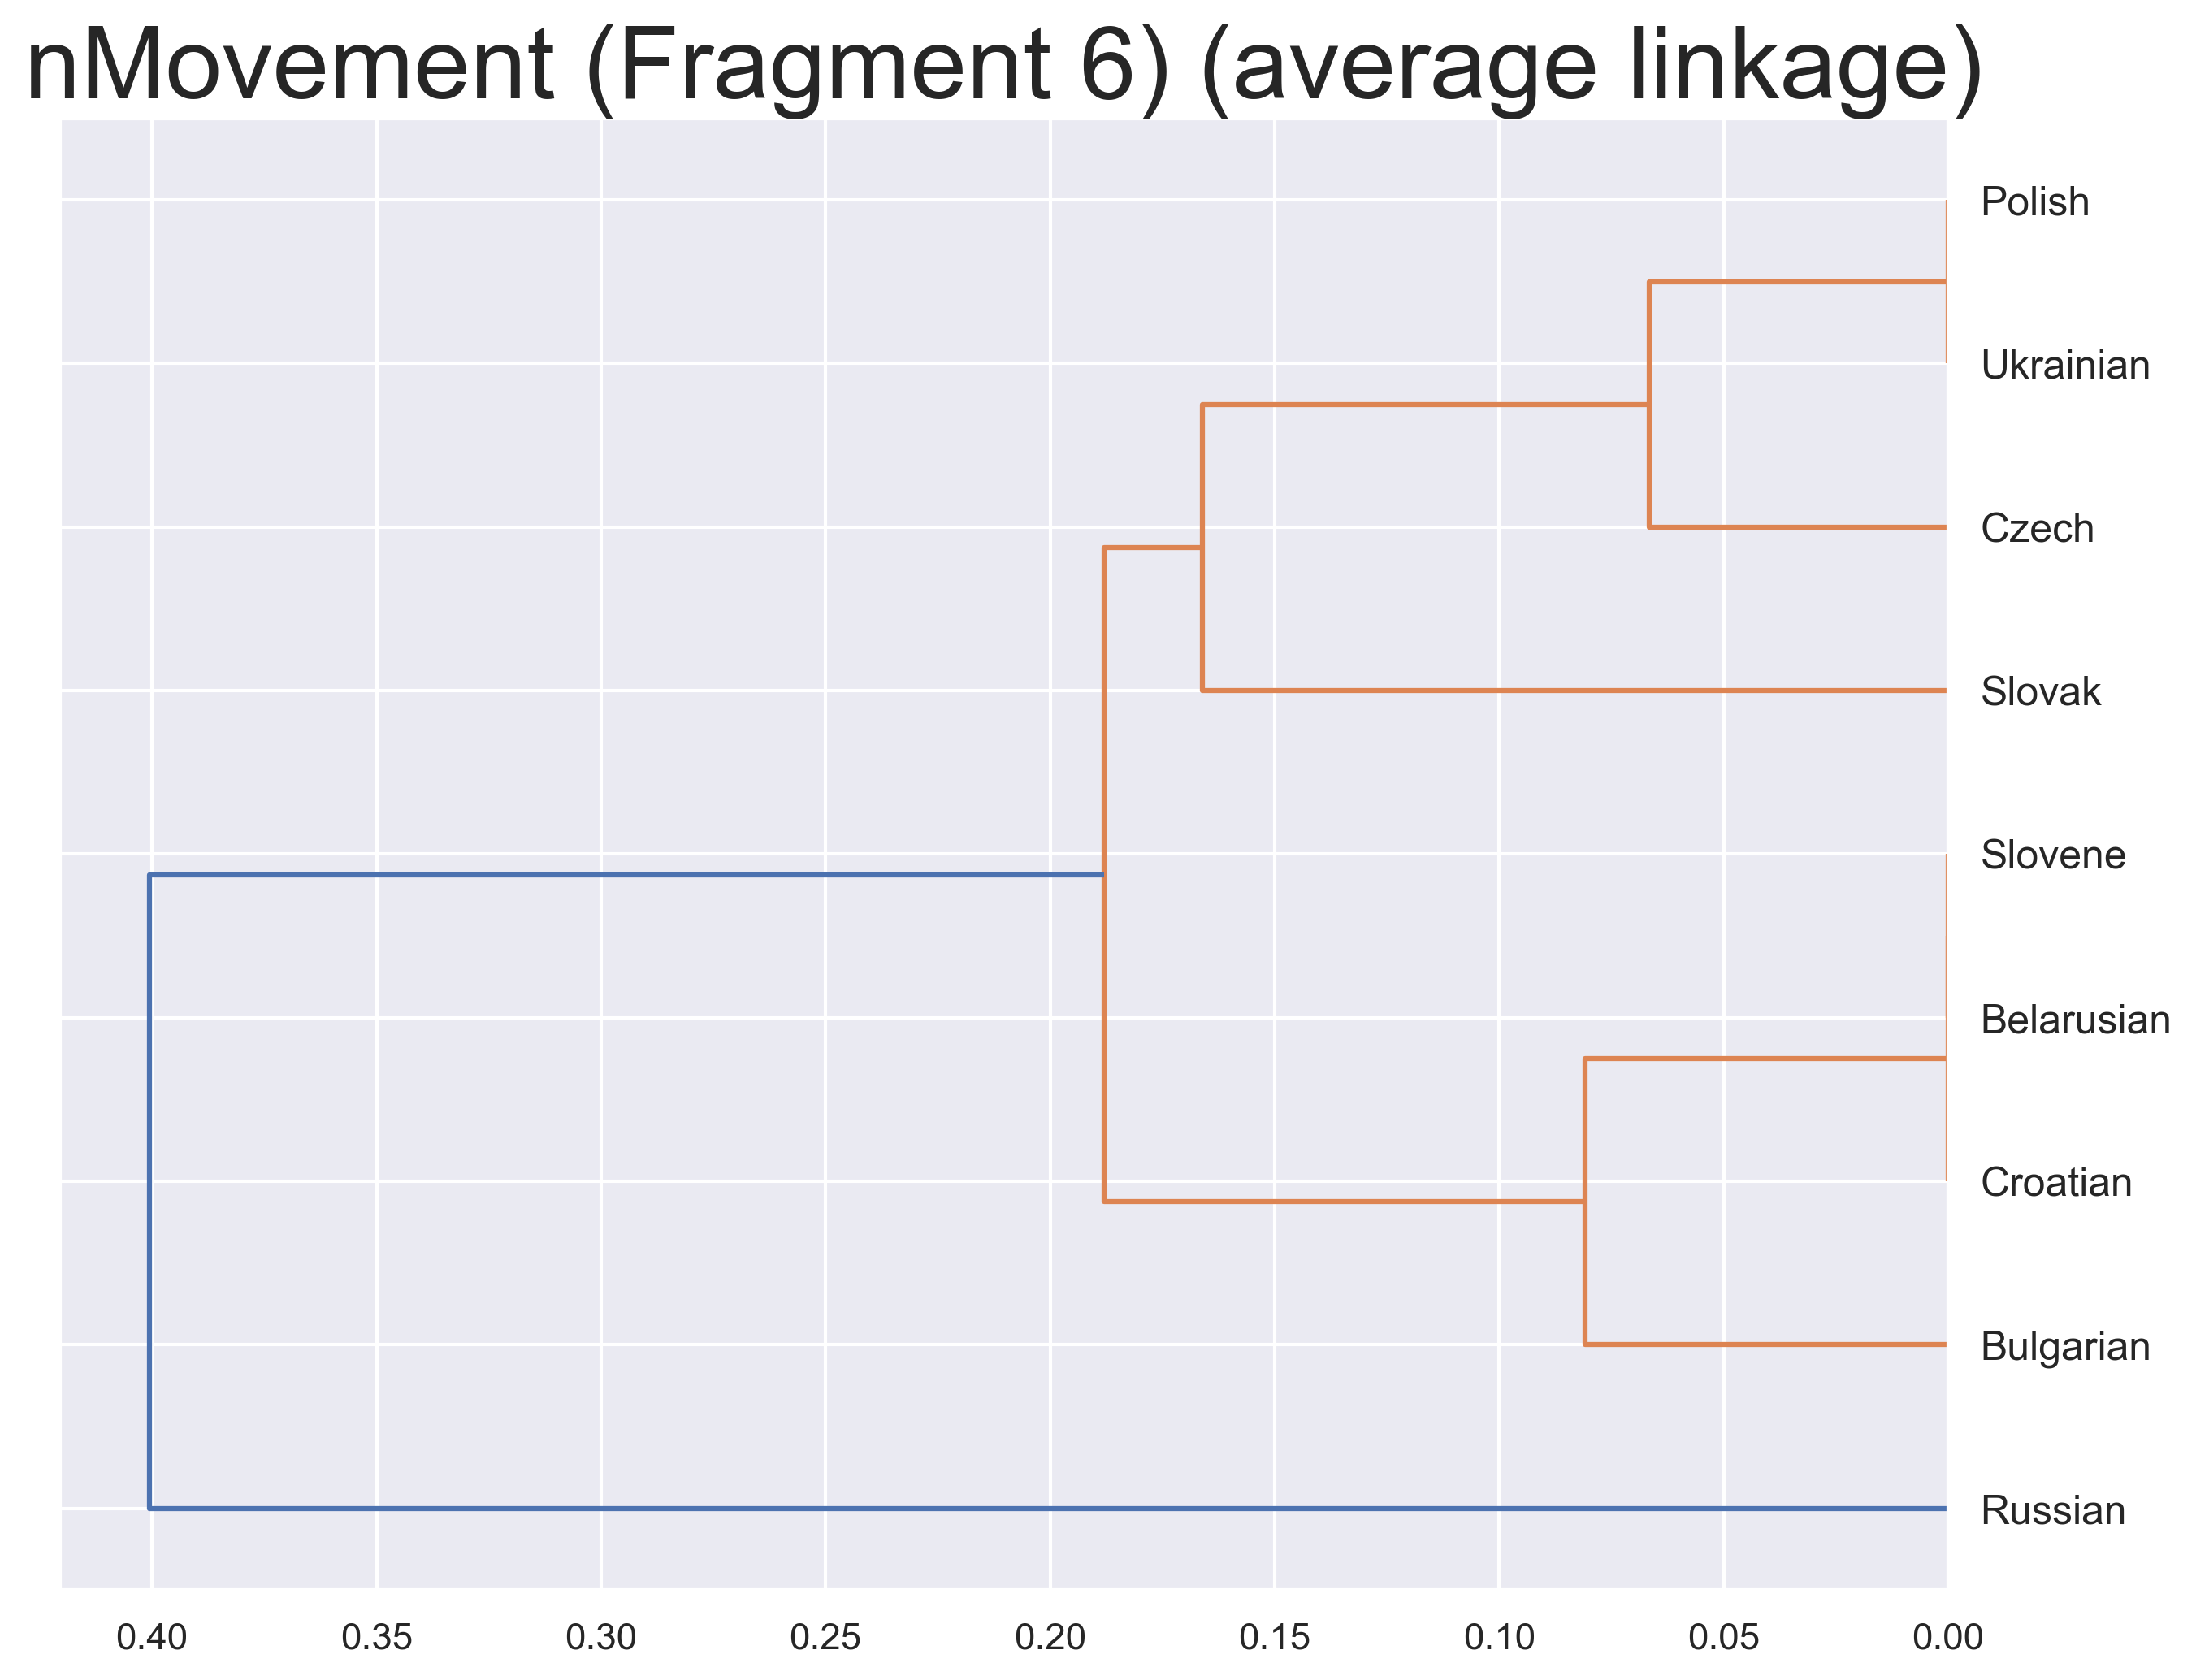 nMovement (Fragment 6) (average linkage)
Polish
Ukrainian
Czech
Slovak
Slovene
Belarusian
Croatian
Bulgarian
Russian
0.40 0.35 0.30 0.25 0.20 0.15 0.10 0.05 0.00